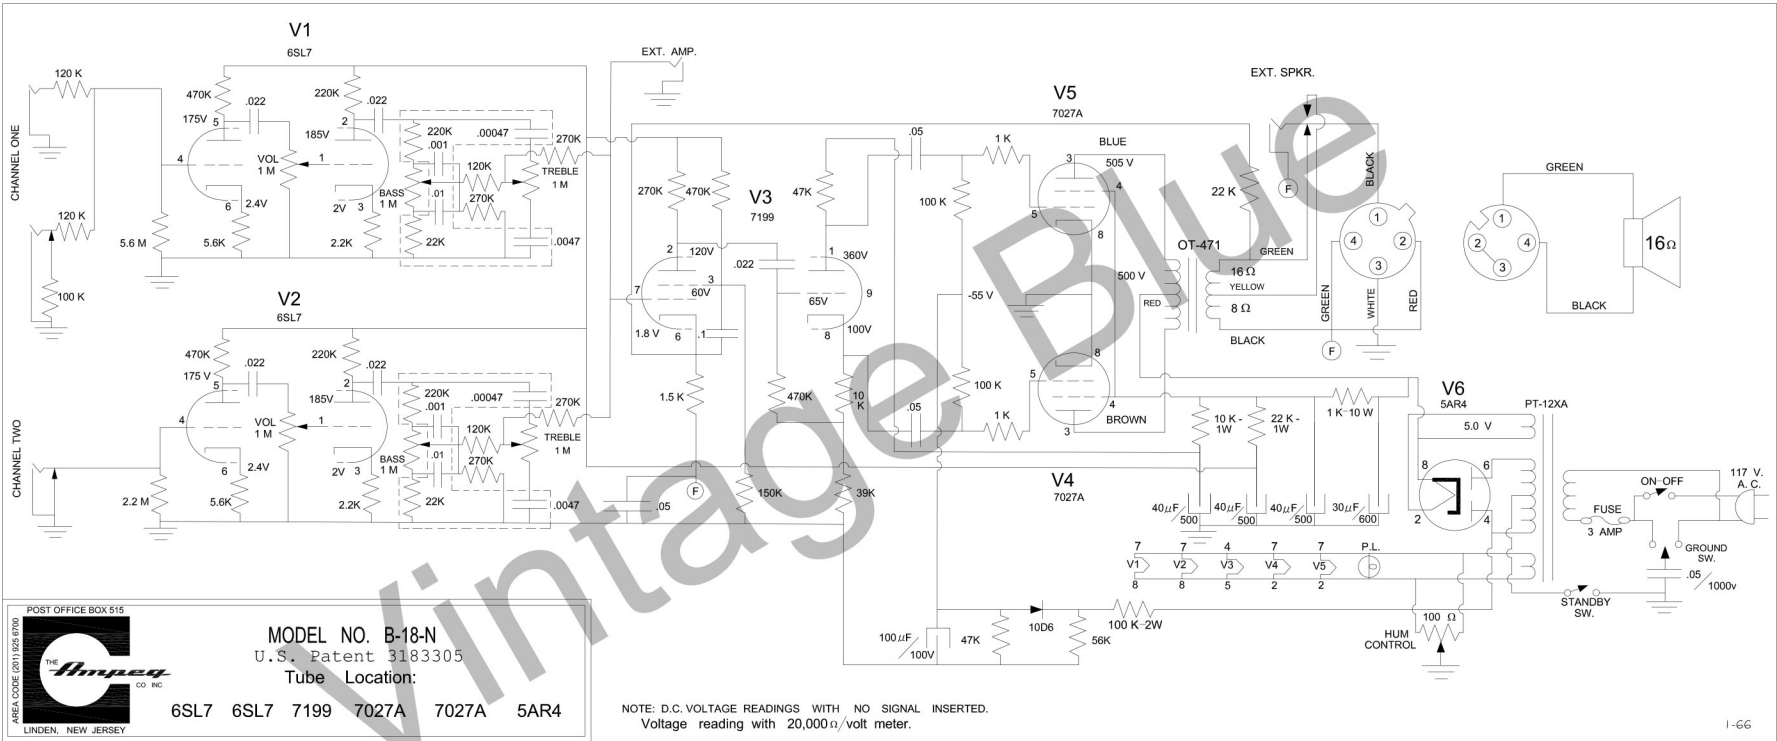 V1
6SL7
EXT. AMP.
EXT. SPKR.
V5
7027A
120 K
470K
.022
220K
.022
175V
5
2
185V
220K
.00047
270K
.001
VOL
1 M
4
1
BASS
1 M
120K
270K
TREBLE
1 M
.01
6
2.4V
2V
3
120 K
5.6 M
5.6K
2.2K
22K
.0047
100 K
CHANNEL ONE
V2
6SL7
470K
.022
220K
.022
175 V
5
2
185V
220K
.00047
270K
.001
VOL
1 M
4
1
BASS
1 M
120K
270K
TREBLE
1 M
.01
6
2.4V
2V
3
2.2 M
5.6K
2.2K
22K
.0047
CHANNEL TWO
270K
470K
V3
7199
47K
.05
1 K
100 K
2
120V
3
60V
7
1.8 V
6
.1
.022
1
360V
9
65V
8
100V
-55 V
1.5 K
470K
10
K
100 K
.05
1 K
F
.05
150K
39K
BLUE
3
505 V
4
5
8
500 V
RED
8
5
4
3
BROWN
V4
7027A
22 K
OT-471
GREEN
16 Ω
YELLOW
8 Ω
BLACK
F
BLACK
1
4
2
3
GREEN
WHITE
RED
F
GREEN
1
2
4
3
BLACK
16Ω
10 K -
1W
22 K -
1W
1 K-10 W
40µF/500
40µF/500
40µF/500
30µF/600
V6
5AR4
PT-12XA
5.0 V
8
6
2
4
ON-OFF
117 V.
A. C.
FUSE
3 AMP
GROUND
SW.
.05/1000v
STANDBY
SW.
7
7
4
7
7
P.L.
V1
V2
V3
V4
V5
8
8
5
2
2
100 Ω
HUM
CONTROL
100µF/100V
47K
10D6
56K
100 K-2W
POST OFFICE BOX 515
AREA CODE (201) 925 6700
THE Ampeg CO INC
LINDEN, NEW JERSEY
MODEL NO. B-18-N
U.S. Patent 3183305
Tube Location:
6SL7 6SL7 7199 7027A 7027A 5AR4
NOTE: D.C. VOLTAGE READINGS WITH NO SIGNAL INSERTED.
Voltage reading with 20,000Ω/volt meter.
1-66
Vintage Blue